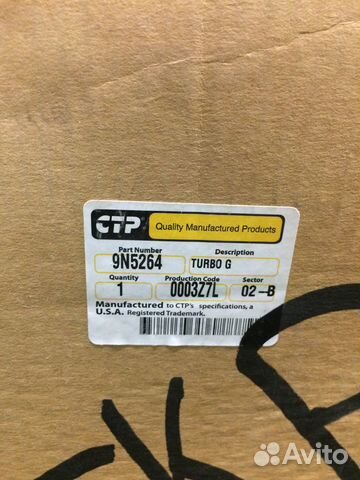 CTP
Quality Manufactured Products
Part Number Description
9N5264 TURBO G
Quantity Production Code Sector
1 0003Z7L 02-B
Manufactured to CTP's specifications, a
U.S.A. Registered Trademark.
Avito